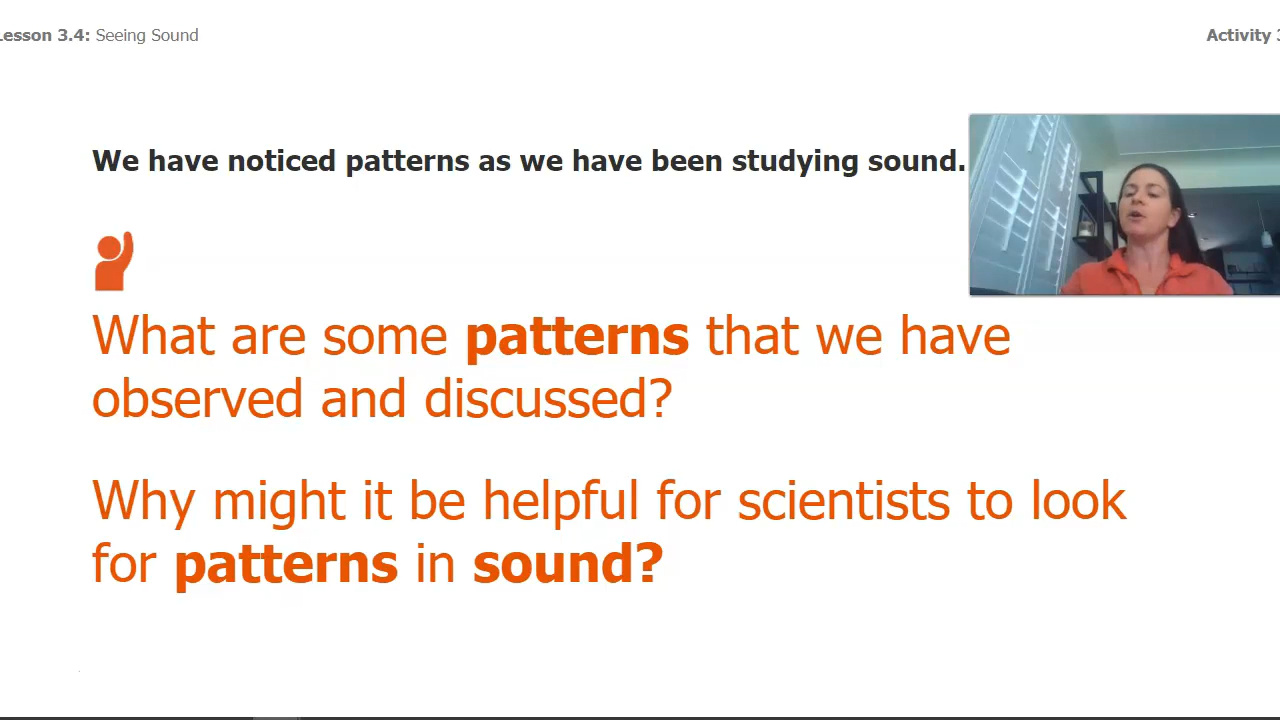 Lesson 3.4: Seeing Sound
Activity 3
We have noticed patterns as we have been studying sound.
What are some patterns that we have
observed and discussed?
Why might it be helpful for scientists to look
for patterns in sound?